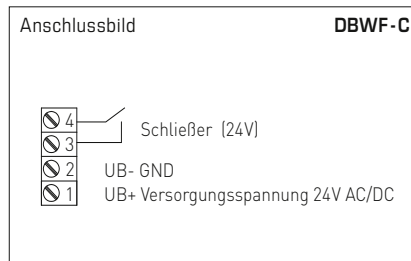 Anschlussbild DBWF-C
4
Schließer (24V)
3
2 UB- GND
1 UB+ Versorgungsspannung 24V AC/DC